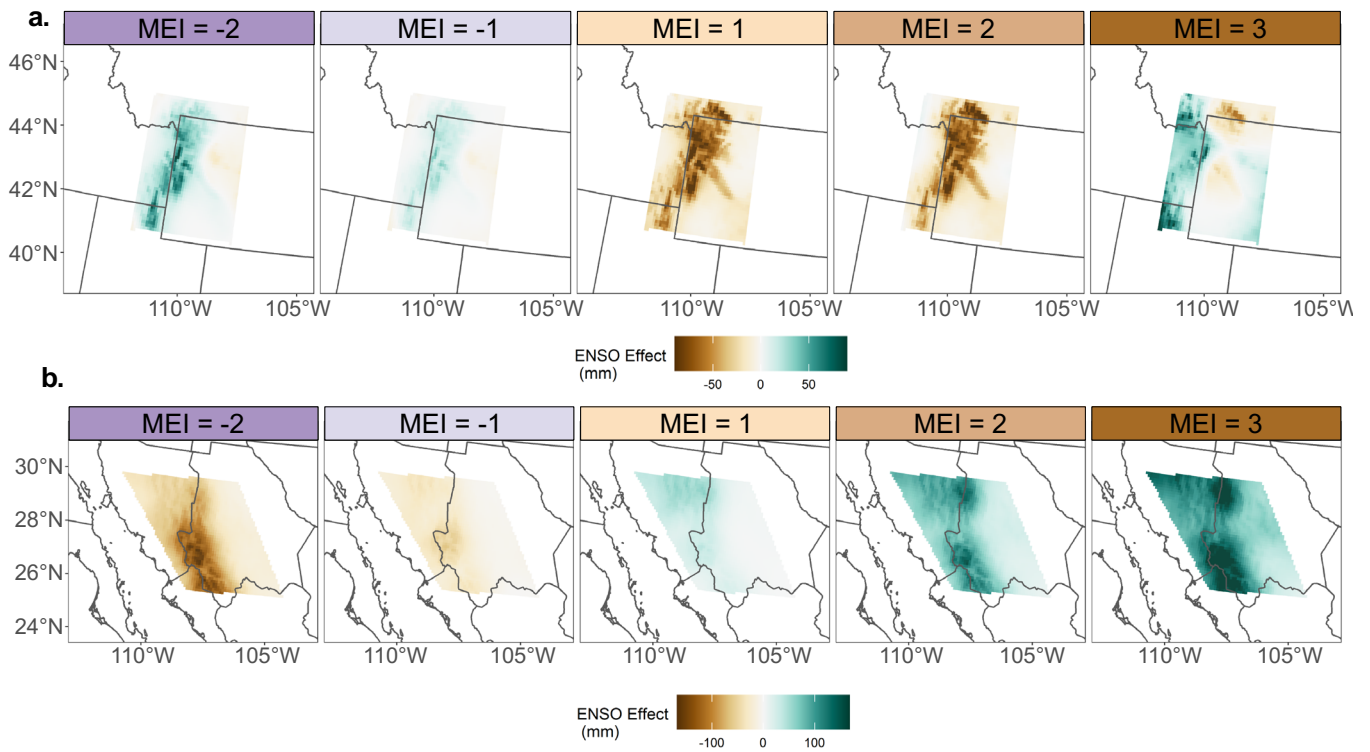 a.
MEI = -2 MEI = -1 MEI = 1 MEI = 2 MEI = 3
46°N
44°N
42°N
40°N
110°W 105°W 110°W 105°W 110°W 105°W 110°W 105°W 110°W 105°W
ENSO Effect
(mm)
-50 0 50
b.
MEI = -2 MEI = -1 MEI = 1 MEI = 2 MEI = 3
30°N
28°N
26°N
24°N
110°W 105°W 110°W 105°W 110°W 105°W 110°W 105°W 110°W 105°W
ENSO Effect
(mm)
-100 0 100